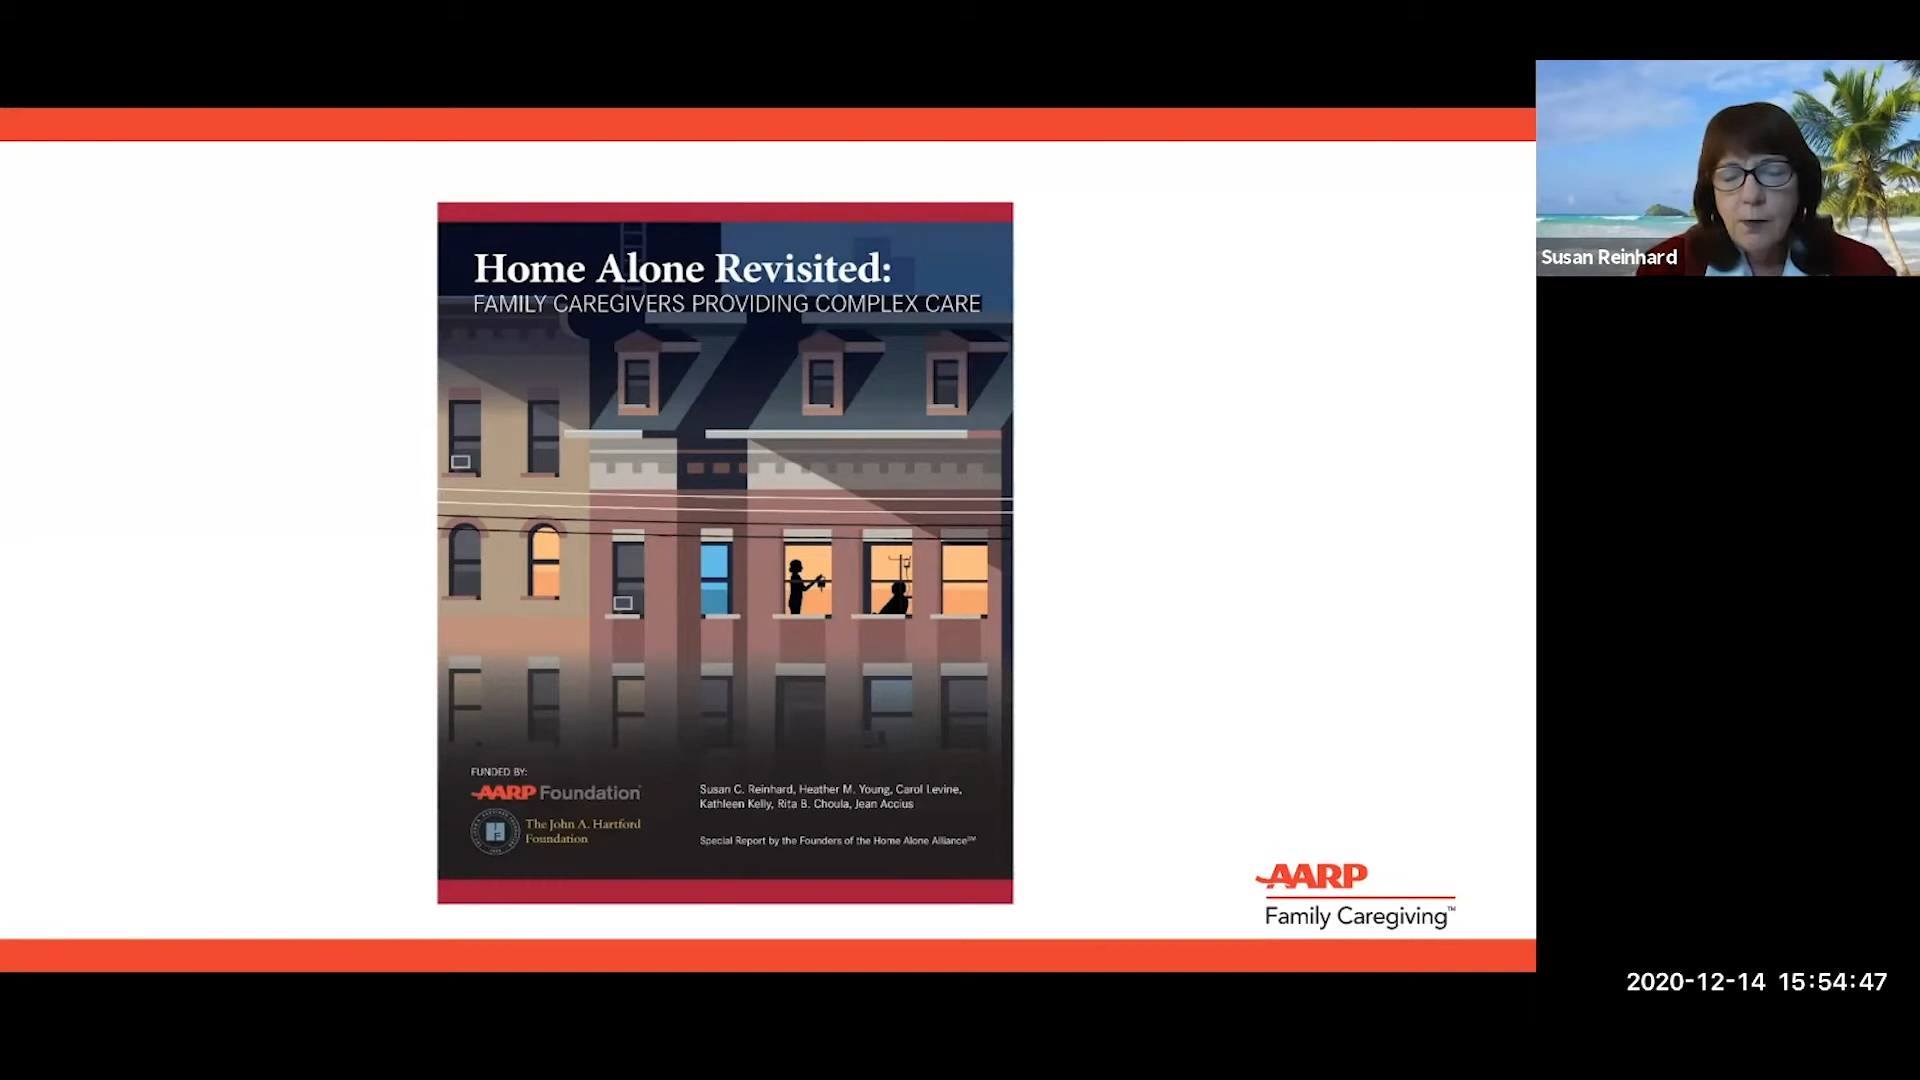 Home Alone Revisited:
FAMILY CAREGIVERS PROVIDING COMPLEX CARE
FUNDED BY:
AARP Foundation
The John A. Hartford
Foundation
Susan C. Reinhard, Heather M. Young, Carol Levine,
Kathleen Kelly, Rita B. Choula, Jean Accius
Special Report by the Founders of the Home Alone Alliance℠
AARP
Family Caregiving™
Susan Reinhard
2020-12-14 15:54:47